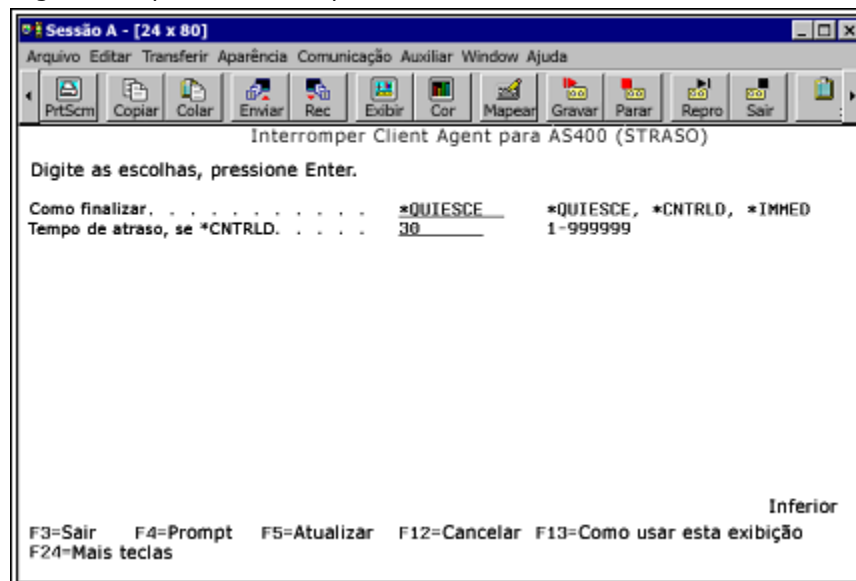 Sessão A - [24 x 80]
Arquivo Editar Transferir Aparência Comunicação Auxiliar Window Ajuda
PrtScrn Copiar Colar Enviar Rec Exibir Cor Mapear Gravar Parar Repro Sair
Interromper Client Agent para AS400 (STRASO)
Digite as escolhas, pressione Enter.
Como finalizar. . . . . . . . . . . *QUIESCE *QUIESCE, *CNTRLD, *IMMED
Tempo de atraso, se *CNTRLD. . . . . 30 1-999999
Inferior
F3=Sair F4=Prompt F5=Atualizar F12=Cancelar F13=Como usar esta exibição
F24=Mais teclas